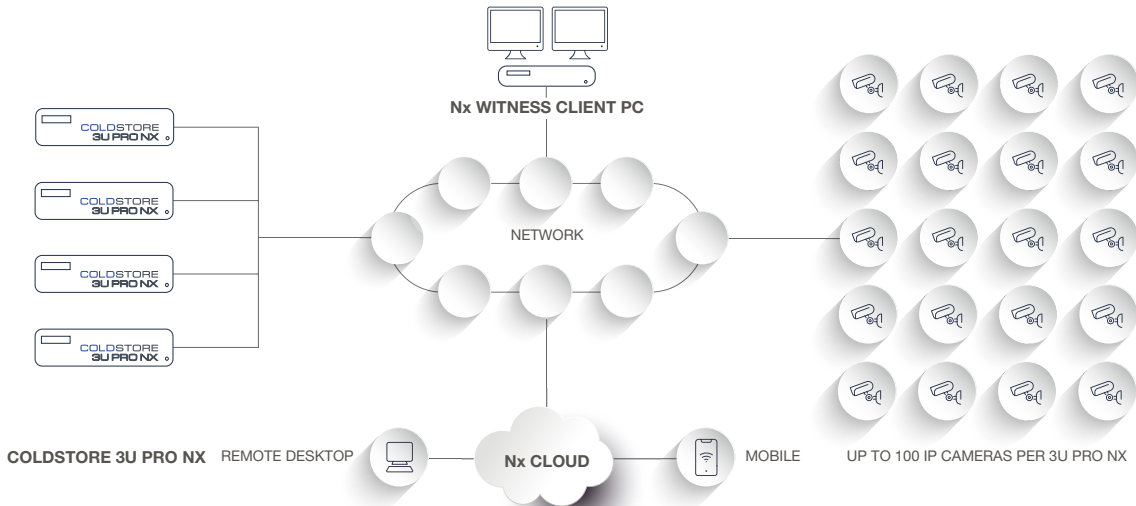 Nx WITNESS CLIENT PC
COLDSTORE
3U PRO NX
COLDSTORE
3U PRO NX
COLDSTORE
3U PRO NX
COLDSTORE
3U PRO NX
NETWORK
COLDSTORE 3U PRO NX
REMOTE DESKTOP
Nx CLOUD
MOBILE
UP TO 100 IP CAMERAS PER 3U PRO NX